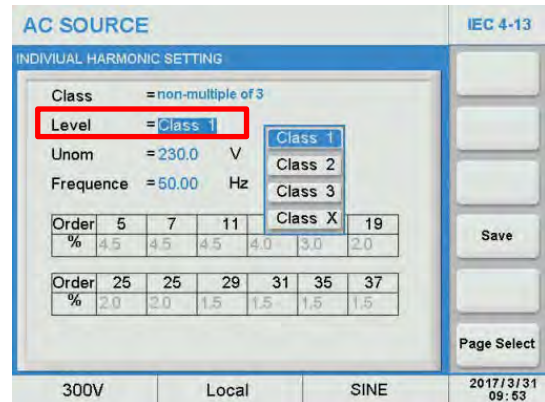 AC SOURCE
IEC 4-13
INDIVIUAL HARMONIC SETTING
Class =non-multiple of 3
Level =Class 1
Unom =230.0 V
Frequence =50.00 Hz
Class 1
Class 2
Class 3
Class X
Order 5 7 11 19
% 4.5 4.5 4.5 4.0 3.0 2.0
Order 25 25 29 31 35 37
% 2.0 2.0 1.5 1.5 1.5 1.5
Save
Page Select
300V Local SINE 2017/3/31
09:53